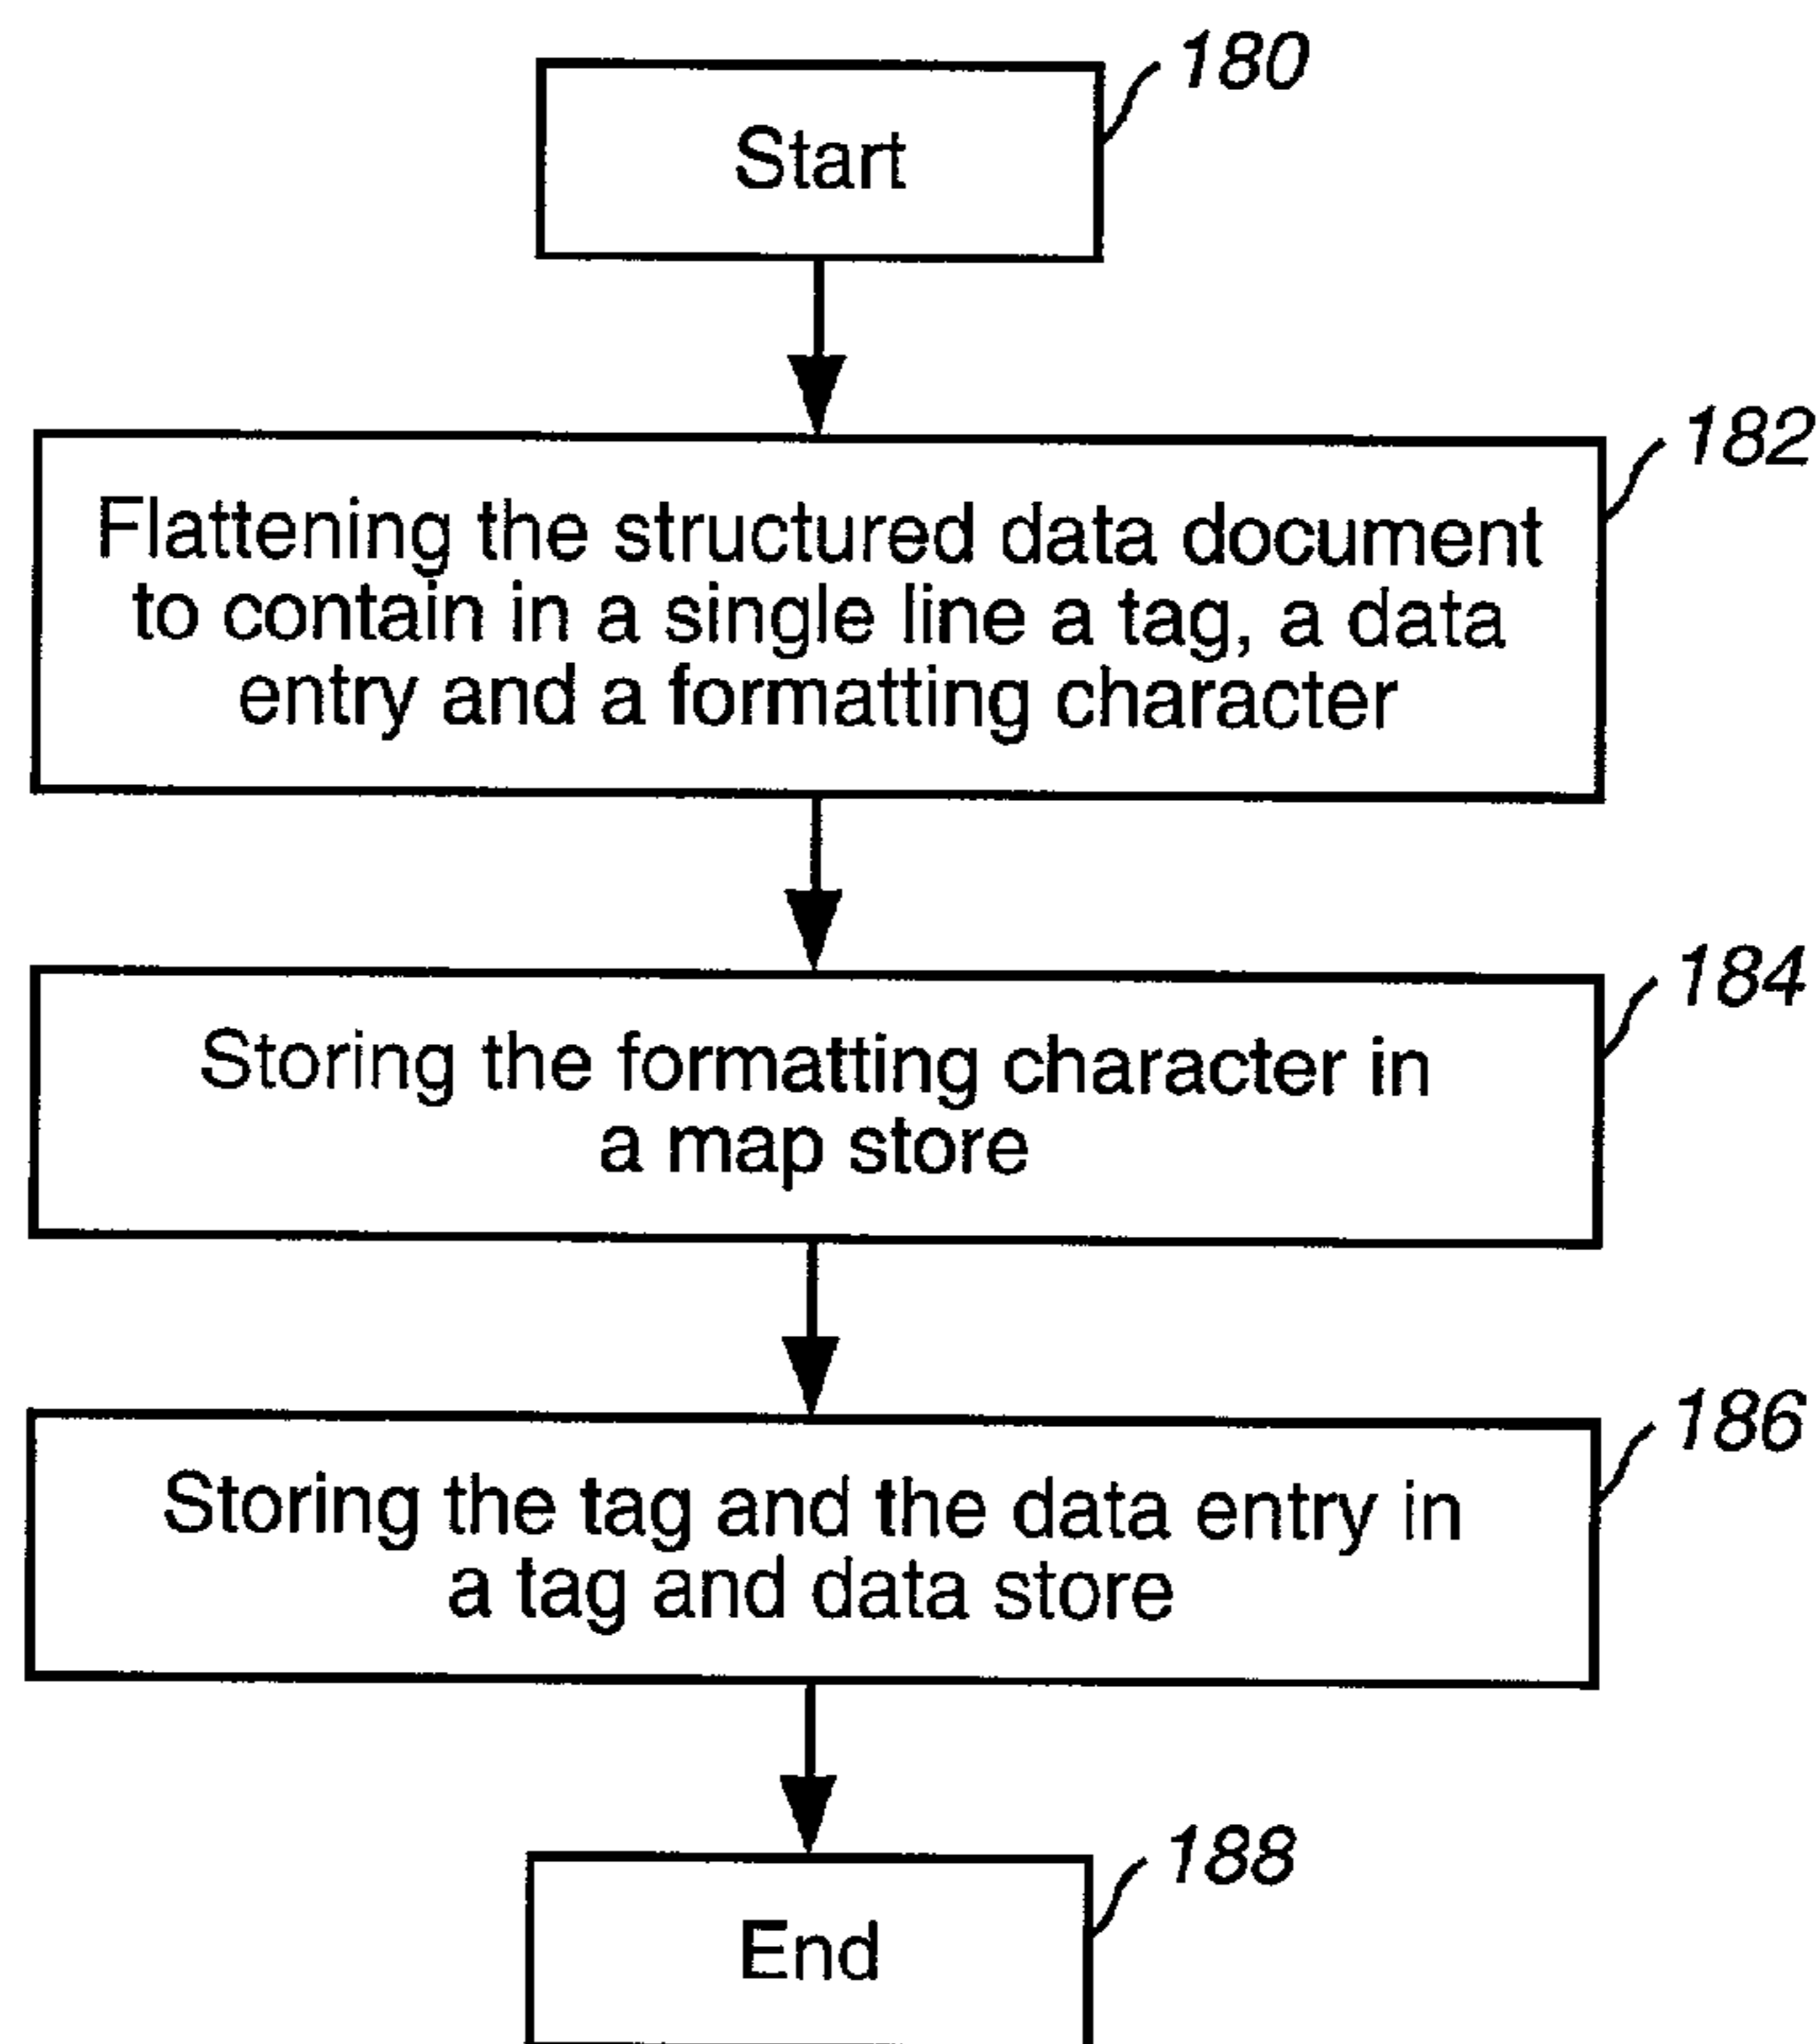 180
Start
182
Flattening the structured data document
to contain in a single line a tag, a data
entry and a formatting character
184
Storing the formatting character in
a map store
186
Storing the tag and the data entry in
a tag and data store
188
End